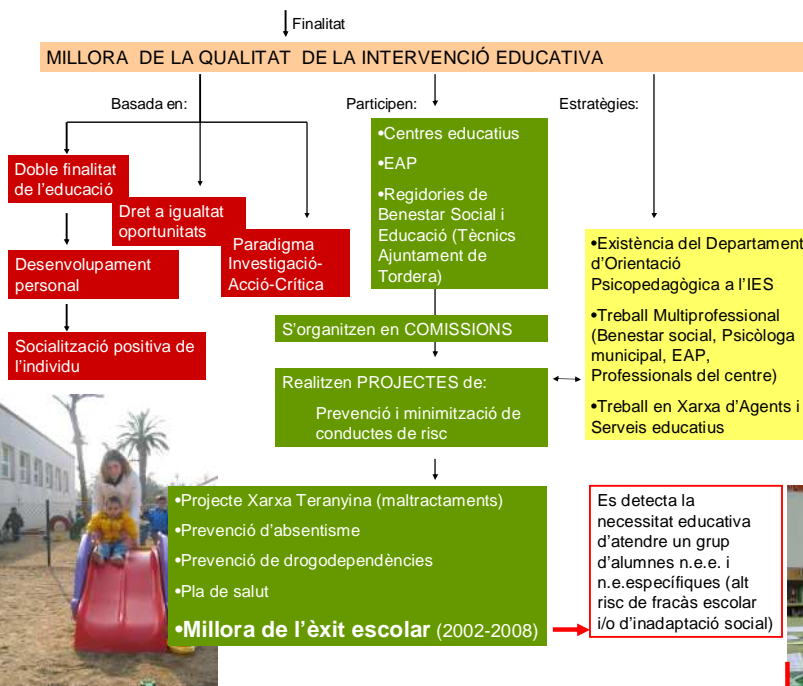 Finalitat
MILLORA DE LA QUALITAT DE LA INTERVENCIÓ EDUCATIVA
Basada en:
Participen:
Estratègies:
Doble finalitat
de l'educació
Dret a igualtat
oportunitats
Paradigma
Investigació-
Acció-Crítica
Desenvolupament
personal
Socialització positiva de
l'individu
•Centres educatius
•EAP
•Regidories de
Benestar Social i
Educació (Tècnics
Ajuntament de
Tordera)
S'organitzen en COMISSIONS
Realitzen PROJECTES de:
Prevenció i minimització de
conductes de risc
•Existència del Departament
d'Orientació
Psicopedagògica a l'IES
•Treball Multiprofessional
(Benestar social, Psicòloga
municipal, EAP,
Professionals del centre)
•Treball en Xarxa d'Agents i
Serveis educatius
•Projecte Xarxa Teranyina (maltractaments)
•Prevenció d'absentisme
•Prevenció de drogodependències
•Pla de salut
•Millora de l'èxit escolar (2002-2008)
Es detecta la
necessitat educativa
d'atendre un grup
d'alumnes n.e.e. i
n.e.específiques (alt
risc de fracàs escolar
i/o d'inadaptació social)